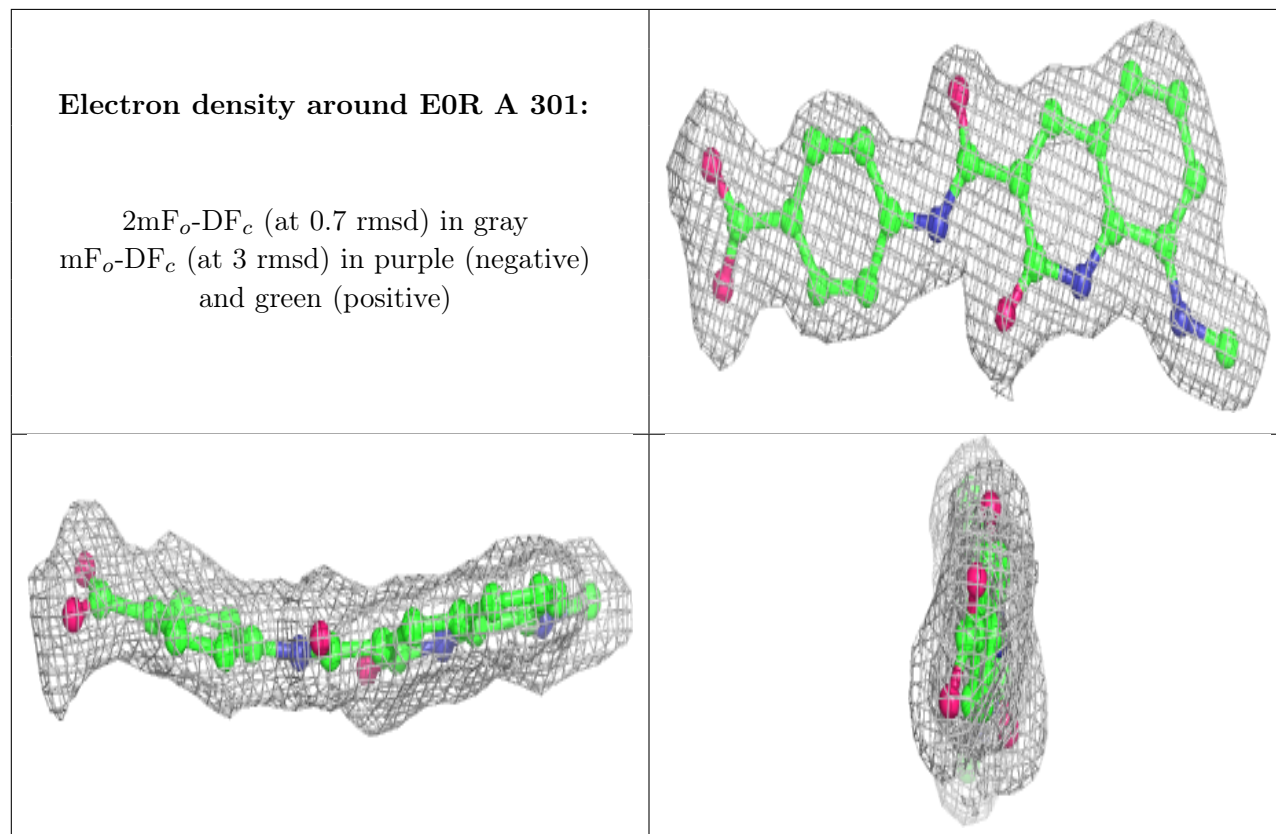 Electron density around E0R A 301:
2mFo-DFc (at 0.7 rmsd) in gray
mFo-DFc (at 3 rmsd) in purple (negative)
and green (positive)